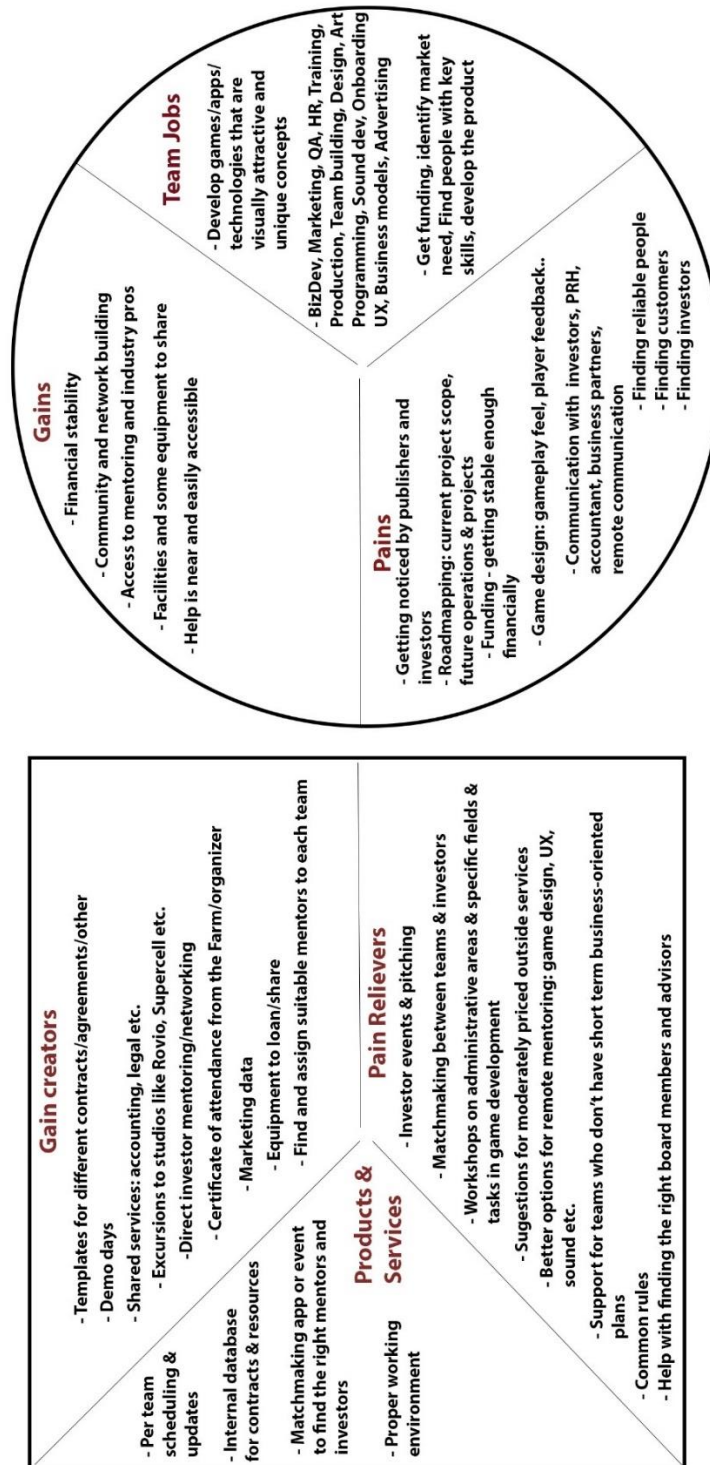 Gain creators
- Templates for different contracts/agreements/other
- Demo days
- Shared services: accounting, legal etc.
- Excursions to studios like Rovio, Supercell etc.
-Direct investor mentoring/networking
- Certificate of attendance from the Farm/organizer
- Marketing data
- Equipment to loan/share
- Find and assign suitable mentors to each team
Products &
Services
- Per team
scheduling &
updates
- Internal database
for contracts & resources
- Matchmaking app or event
to find the right mentors and
investors
- Proper working
environment
Pain Relievers
- Investor events & pitching
- Matchmaking between teams & investors
- Workshops on administrative areas & specific fields &
tasks in game development
- Sugestions for moderately priced outside services
- Better options for remote mentoring: game design, UX,
sound etc.
- Support for teams who don't have short term business-oriented
plans
- Common rules
- Help with finding the right board members and advisors
Gains
- Financial stability
- Community and network building
- Access to mentoring and industry pros
- Facilities and some equipment to share
- Help is near and easily accessible
Team Jobs
- Develop games/apps/
technologies that are
visually attractive and
unique concepts
- BizDev, Marketing, QA, HR, Training,
Production, Team building, Design, Art
Programming, Sound dev, Onboarding
UX, Business models, Advertising
- Get funding, identify market
need, Find people with key
skills, develop the product
Pains
- Getting noticed by publishers and
investors
- Roadmapping: current project scope,
future operations & projects
- Funding - getting stable enough
financially
- Game design: gameplay feel, player feedback..
- Communication with investors, PRH,
accountant, business partners,
remote communication
- Finding reliable people
- Finding customers
- Finding investors